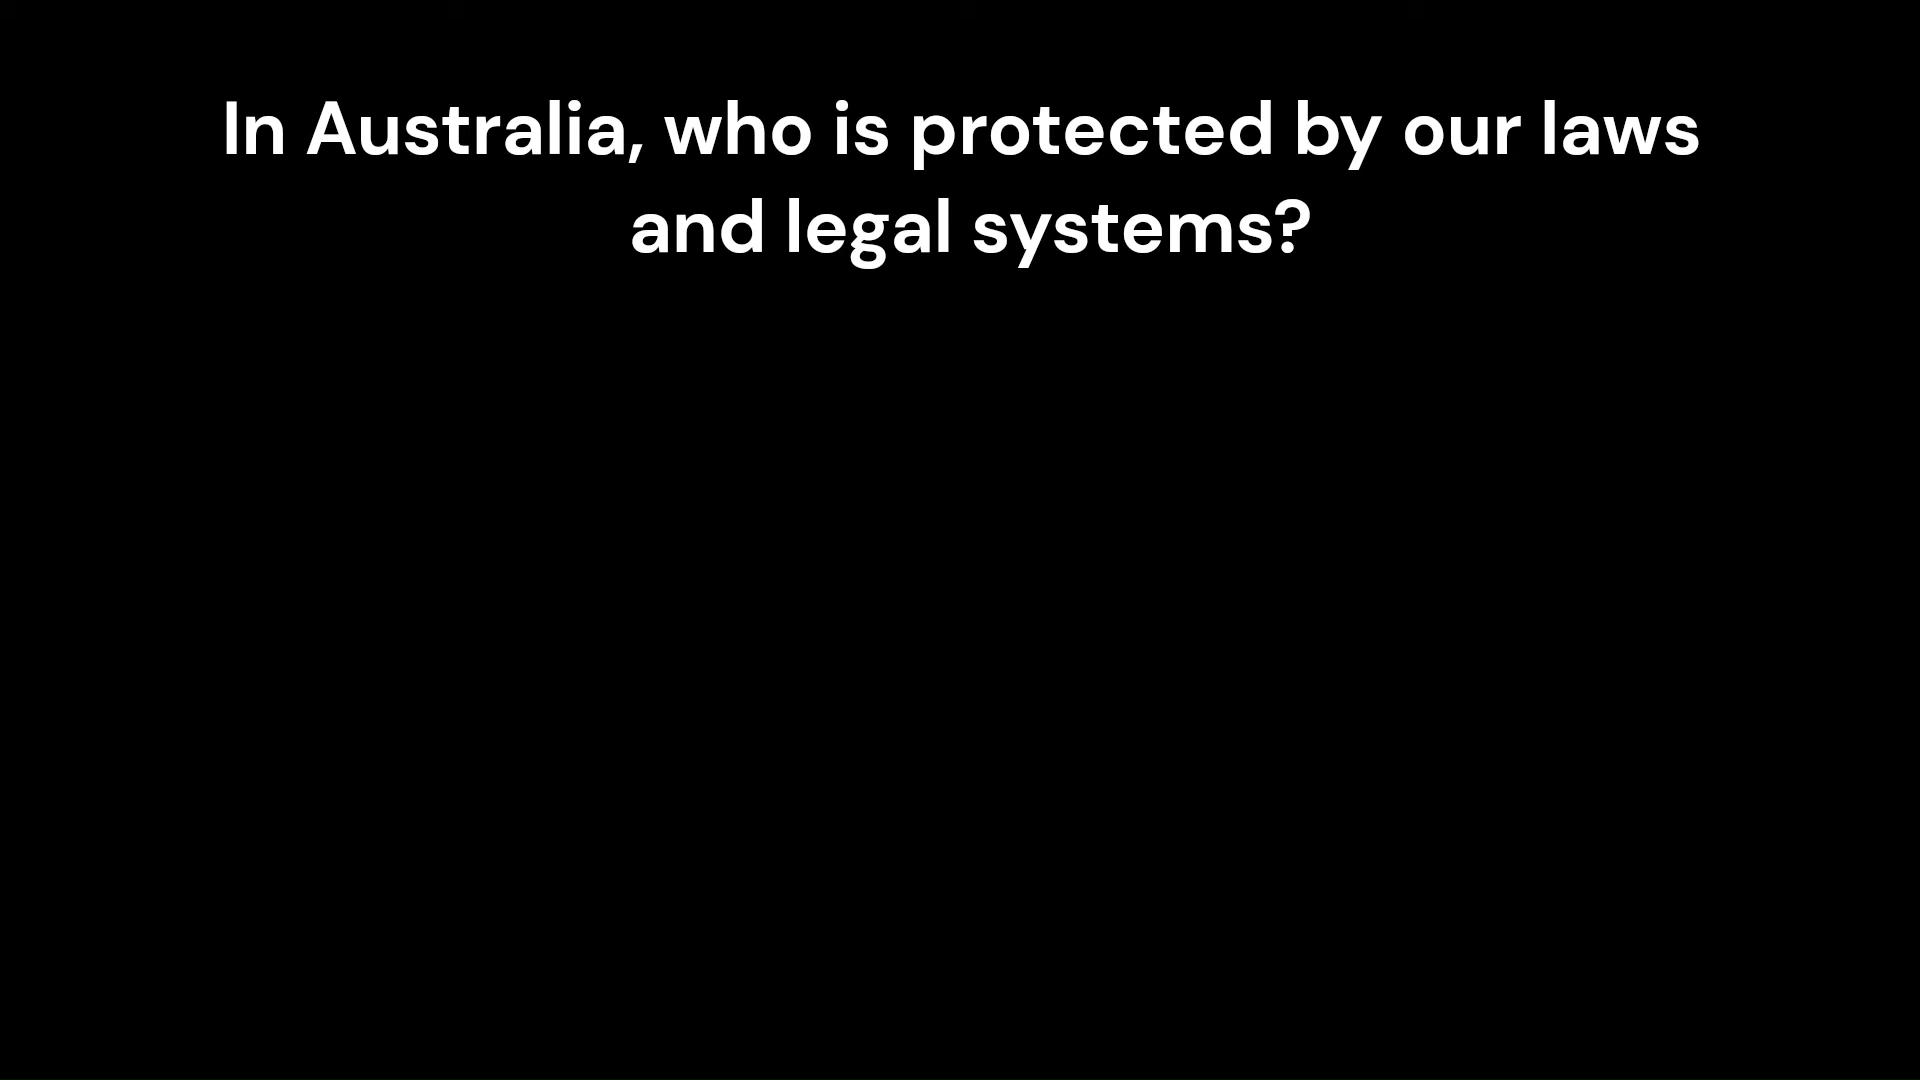 In Australia, who is protected by our laws
and legal systems?